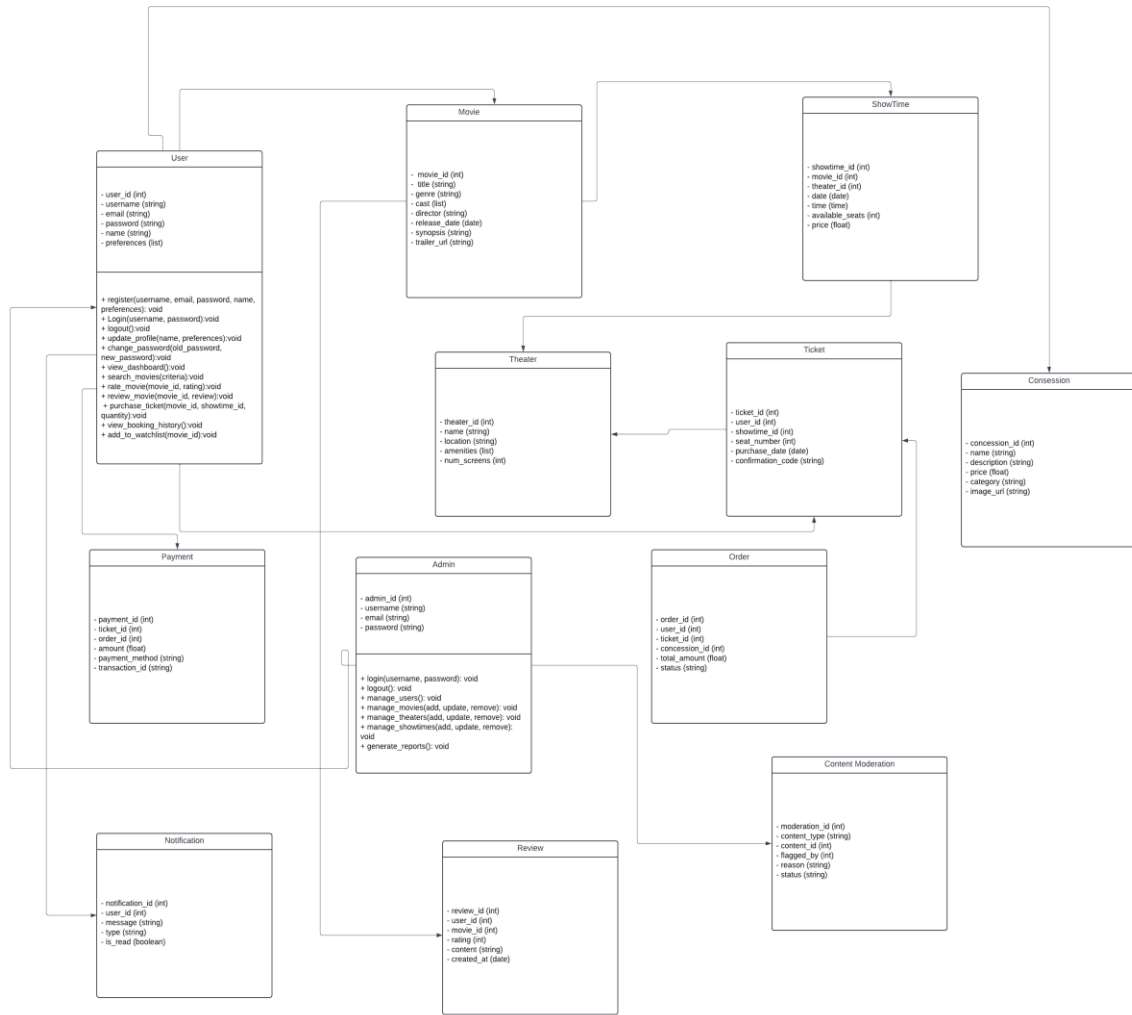 Movie
- movie_id (int)
- title (string)
- genre (string)
- cast (list)
- director (string)
- release_date (date)
- synopsis (string)
- trailer_url (string)
ShowTime
- showtime_id (int)
- movie_id (int)
- theater_id (int)
- date (date)
- time (time)
- available_seats (int)
- price (float)
User
- user_id (int)
- username (string)
- email (string)
- password (string)
- name (string)
- preferences (list)
+ register(username, email, password, name,
preferences): void
+ Login(username, password):void
+ logout():void
+ update_profile(name, preferences):void
+ change_password(old_password,
new_password):void
+ view_dashboard():void
+ search_movies(criteria):void
+ rate_movie(movie_id, rating):void
+ review_movie(movie_id, review):void
+ purchase_ticket(movie_id, showtime_id,
quantity):void
+ view_booking_history():void
+ add_to_watchlist(movie_id):void
Theater
- theater_id (int)
- name (string)
- location (string)
- amenities (list)
- num_screens (int)
Ticket
- ticket_id (int)
- user_id (int)
- showtime_id (int)
- seat_number (int)
- purchase_date (date)
- confirmation_code (string)
Consession
- concession_id (int)
- name (string)
- description (string)
- price (float)
- category (string)
- image_url (string)
Payment
- payment_id (int)
- ticket_id (int)
- order_id (int)
- amount (float)
- payment_method (string)
- transaction_id (string)
Admin
- admin_id (int)
- username (string)
- email (string)
- password (string)
+ login(username, password): void
+ logout(): void
+ manage_users(): void
+ manage_movies(add, update, remove): void
+ manage_theaters(add, update, remove): void
+ manage_showtimes(add, update, remove):
void
+ generate_reports(): void
Order
- order_id (int)
- user_id (int)
- ticket_id (int)
- concession_id (int)
- total_amount (float)
- status (string)
Content Moderation
- moderation_id (int)
- content_type (string)
- content_id (int)
- flagged_by (int)
- reason (string)
- status (string)
Notification
- notification_id (int)
- user_id (int)
- message (string)
- type (string)
- is_read (boolean)
Review
- review_id (int)
- user_id (int)
- movie_id (int)
- rating (int)
- content (string)
- created_at (date)